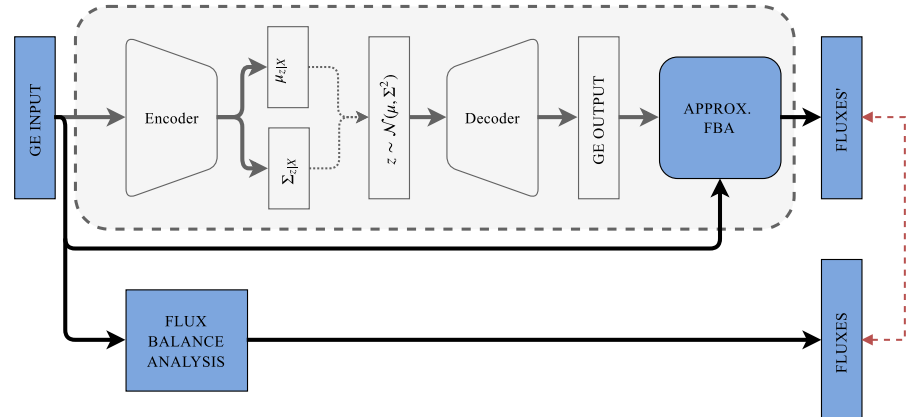 GE INPUT
Encoder
μz|X
Σz|X
z ∼ N(μ, Σ²)
Decoder
GE OUTPUT
APPROX.
FBA
FLUXES'
FLUX
BALANCE
ANALYSIS
FLUXES